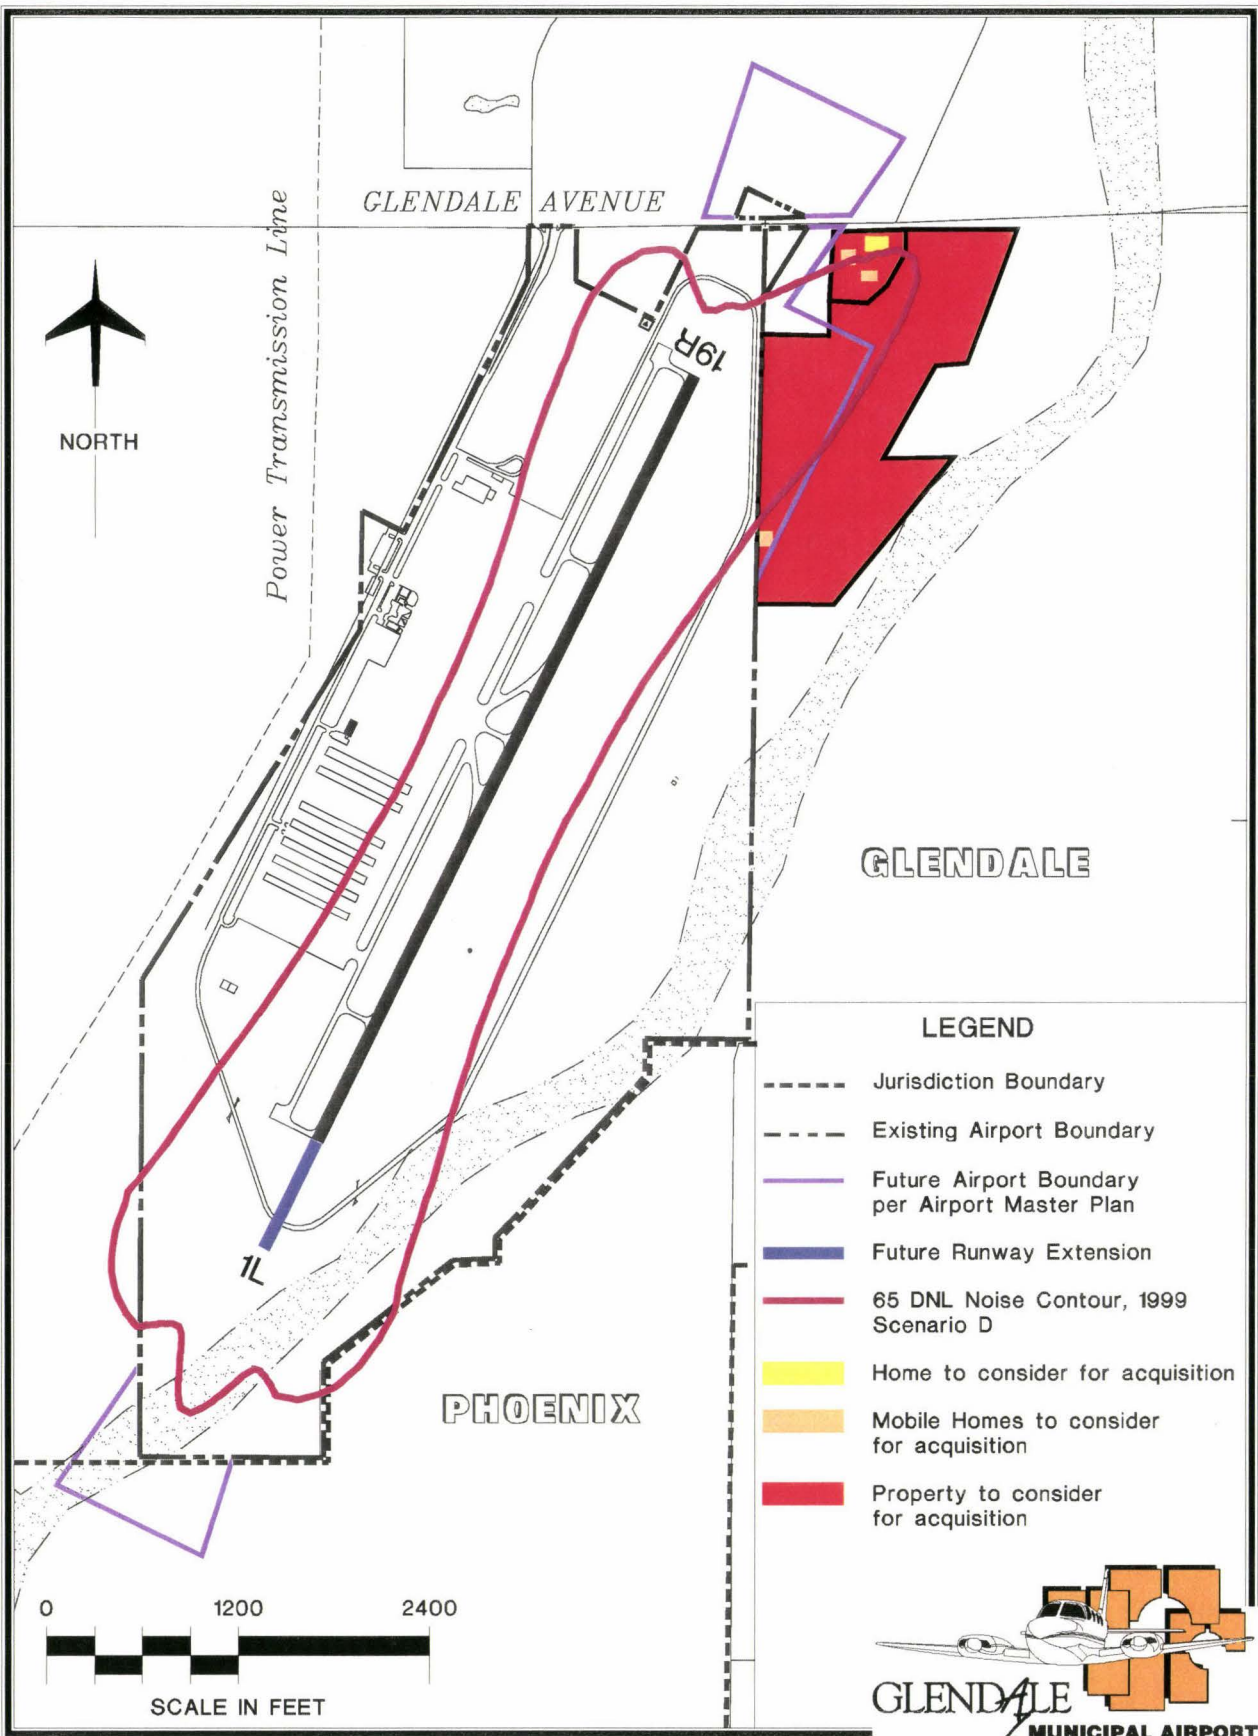 GLENDALE AVENUE
Power Transmission Line
NORTH
19R
1L
GLENDALE
PHOENIX
LEGEND
Jurisdiction Boundary
Existing Airport Boundary
Future Airport Boundary
per Airport Master Plan
Future Runway Extension
65 DNL Noise Contour, 1999
Scenario D
Home to consider for acquisition
Mobile Homes to consider
for acquisition
Property to consider
for acquisition
0 1200 2400
SCALE IN FEET
GLENDALE
MUNICIPAL AIRPORT